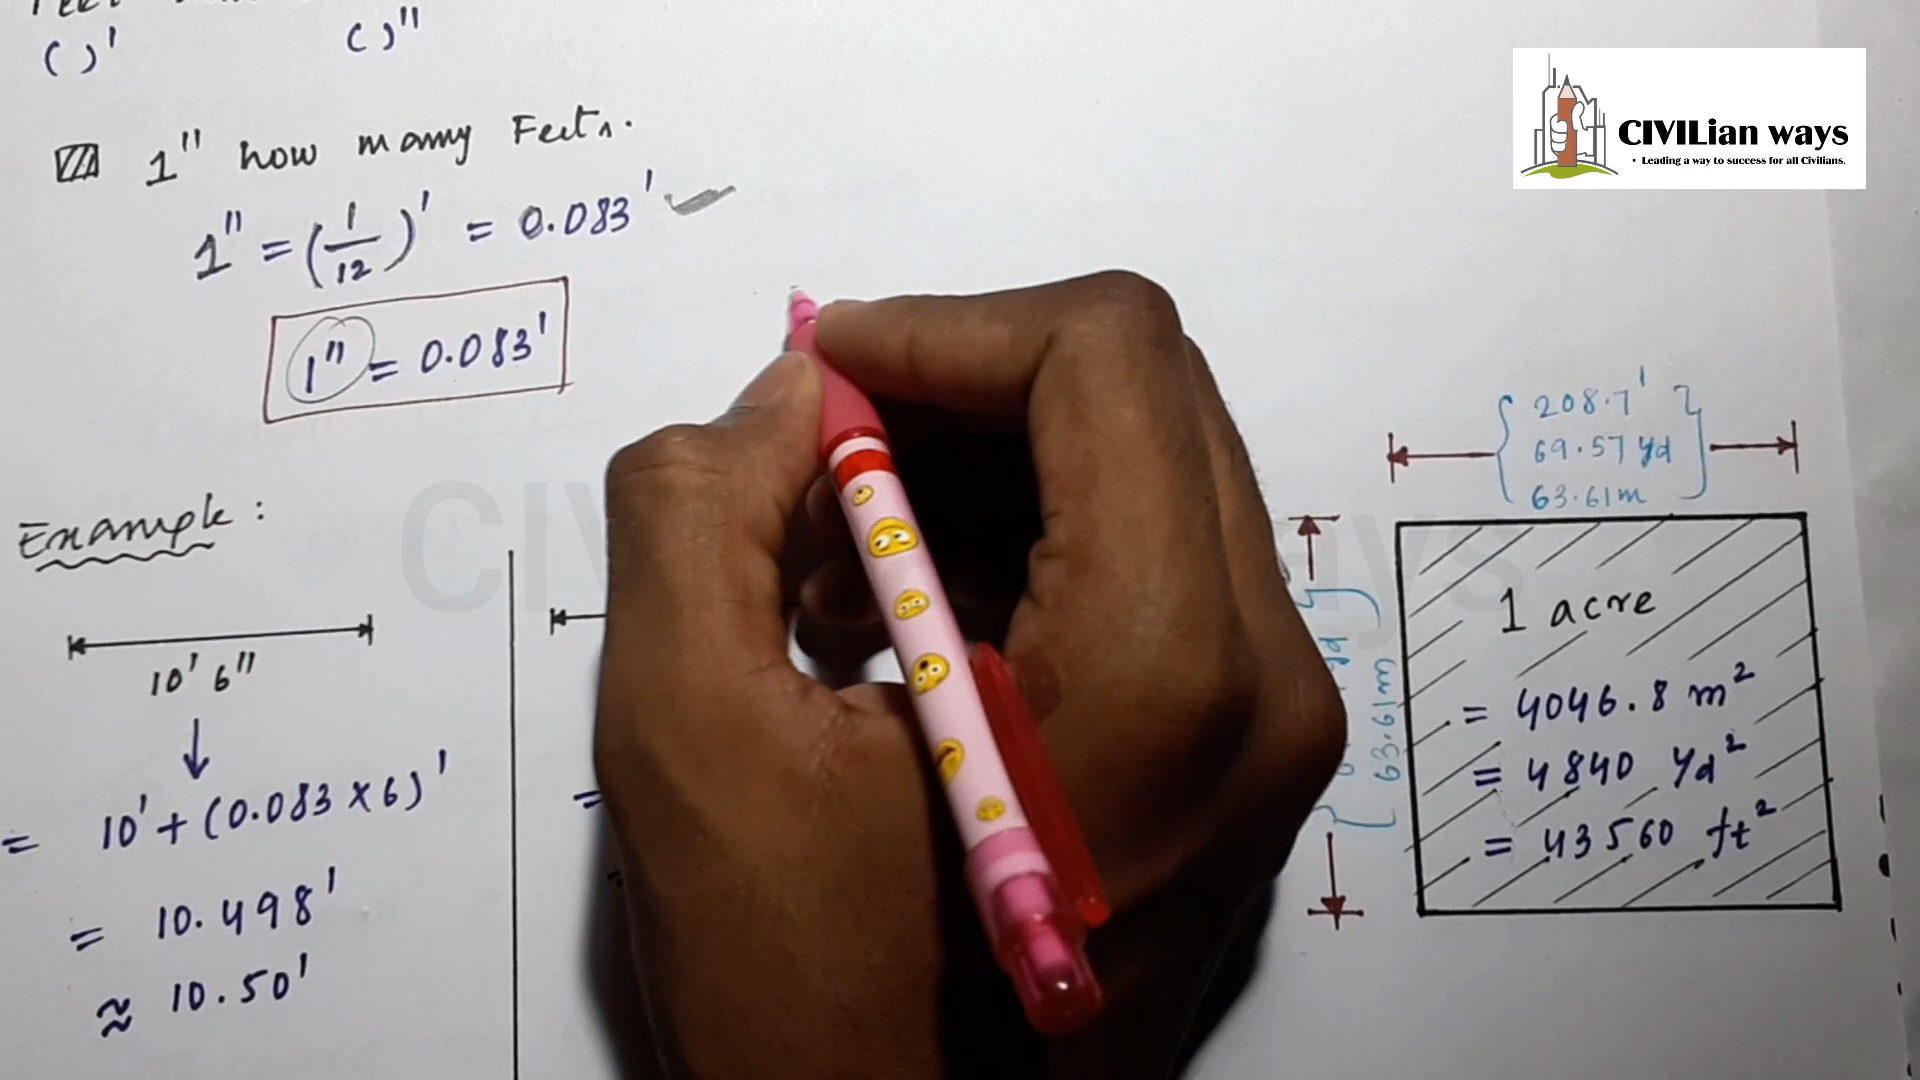 ( )' ( )"
1" how many Feets.
1" = (1/12)' = 0.083'
1" = 0.083'
Example:
10' 6"
= 10' + (0.083 × 6)'
= 10.498'
≈ 10.50'
CIVILian ways
• Leading a way to success for all Civilians.
208.7'
69.57 yd
63.61m
63.61m
1 acre
= 4046.8 m²
= 4840 yd²
= 43560 ft²